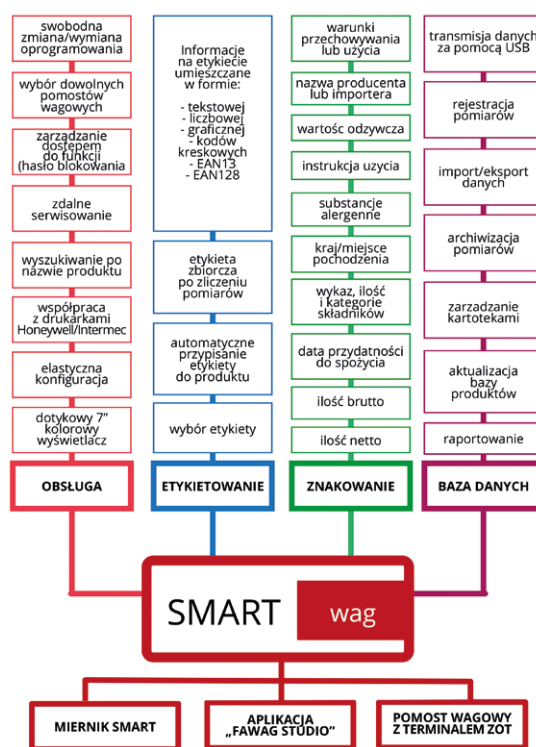 swobodna
zmiana/wymiana
oprogramowania
wybór dowolnych
pomostów
wagowych
zarządzanie
dostępem
do funkcji
(hasło blokowania
zdalne
serwisowanie
wyszukiwanie po
nazwie produktu
współpraca
z drukarkami
Honeywell/Intermec
elastyczna
konfiguracja
dotykowy 7”
kolorowy
wyświetlacz
OBSŁUGA
Informacje
na etykiecie
umieszczane
w formie:
- tekstowej
- liczbowej
- graficznej
- kodów
kreskowych
- EAN13
- EAN128
etykieta
zbiorcza
po zliczeniu
pomiarów
automatyczne
przypisanie
etykiety
do produktu
wybór etykiety
ETYKIETOWANIE
warunki
przechowywania
lub użycia
nazwa producenta
lub importera
wartośc odzywcza
instrukcja uzycia
substancje
alergenne
kraj/miejsce
pochodzenia
wykaz, ilość
i kategorie
składników
data przydatności
do spożycia
ilość brutto
ilość netto
ZNAKOWANIE
transmisja danych
za pomocą USB
rejestracja
pomiarów
import/eksport
danych
archiwizacja
pomiarów
zarzadzanie
kartotekami
aktualizacja
bazy
produktów
raportowanie
BAZA DANYCH
SMART wag
MIERNIK SMART
APLIKACJA
„FAWAG STUDIO”
POMOST WAGOWY
Z TERMINALEM ZOT